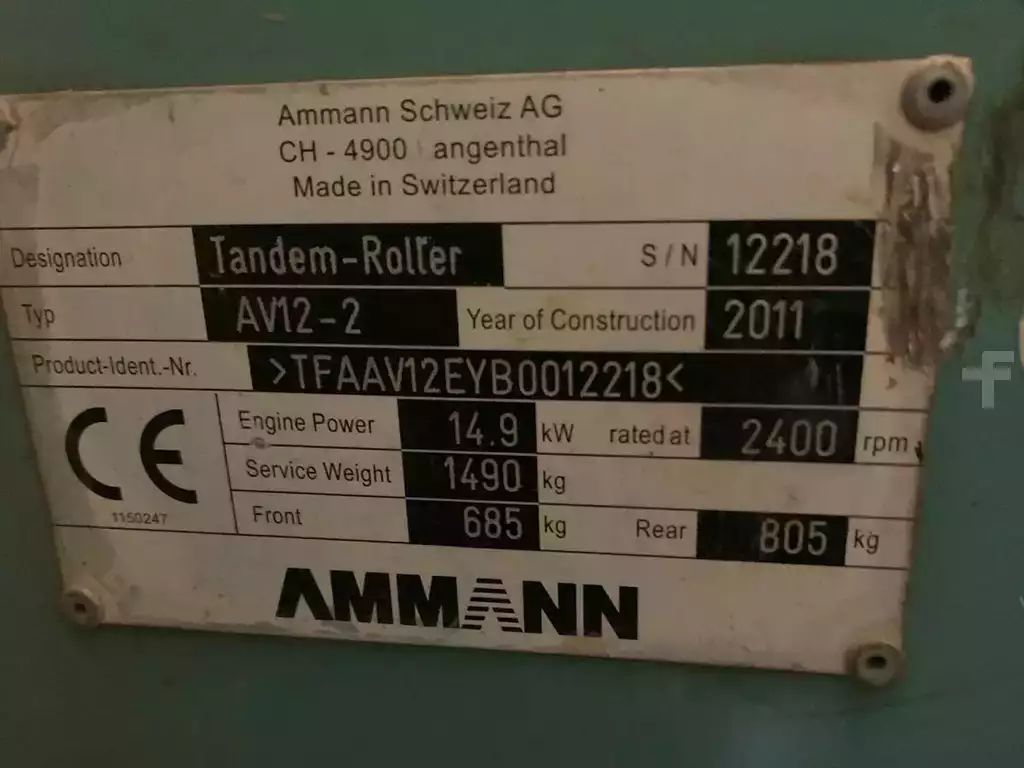 Ammann Schweiz AG
CH - 4900 Langenthal
Made in Switzerland
Designation Tandem-Roller S / N 12218
Typ AV12-2 Year of Construction 2011
Product-Ident.-Nr. >TFAAV12EYB0012218<
CE Engine Power 14.9 kW rated at 2400 rpm
Service Weight 1490 kg
1150247 Front 685 kg Rear 805 kg
AMMANN
f